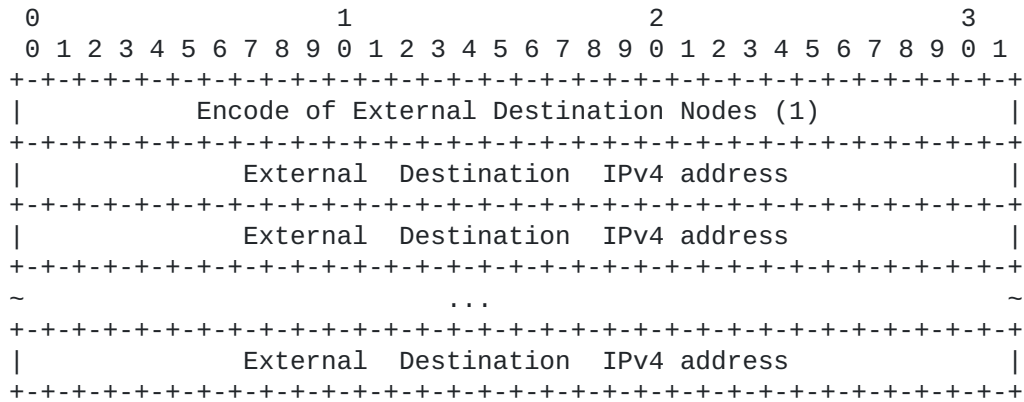 0                   1                   2                   3
 0 1 2 3 4 5 6 7 8 9 0 1 2 3 4 5 6 7 8 9 0 1 2 3 4 5 6 7 8 9 0 1
+-+-+-+-+-+-+-+-+-+-+-+-+-+-+-+-+-+-+-+-+-+-+-+-+-+-+-+-+-+-+-+-+
|           Encode of External Destination Nodes (1)            |
+-+-+-+-+-+-+-+-+-+-+-+-+-+-+-+-+-+-+-+-+-+-+-+-+-+-+-+-+-+-+-+-+
|              External  Destination  IPv4 address              |
+-+-+-+-+-+-+-+-+-+-+-+-+-+-+-+-+-+-+-+-+-+-+-+-+-+-+-+-+-+-+-+-+
|              External  Destination  IPv4 address              |
+-+-+-+-+-+-+-+-+-+-+-+-+-+-+-+-+-+-+-+-+-+-+-+-+-+-+-+-+-+-+-+-+
~                           ...                                 ~
+-+-+-+-+-+-+-+-+-+-+-+-+-+-+-+-+-+-+-+-+-+-+-+-+-+-+-+-+-+-+-+-+
|              External  Destination  IPv4 address              |
+-+-+-+-+-+-+-+-+-+-+-+-+-+-+-+-+-+-+-+-+-+-+-+-+-+-+-+-+-+-+-+-+